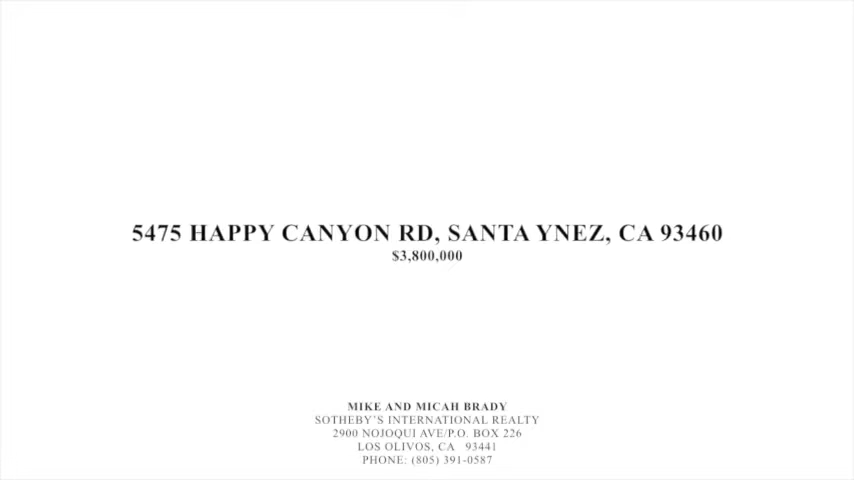 5475 HAPPY CANYON RD, SANTA YNEZ, CA 93460
$3,800,000
MIKE AND MICAH BRADY
SOTHEBY'S INTERNATIONAL REALTY
2900 NOJOQUI AVE/P.O. BOX 226
LOS OLIVOS, CA 93441
PHONE: (805) 391-0587